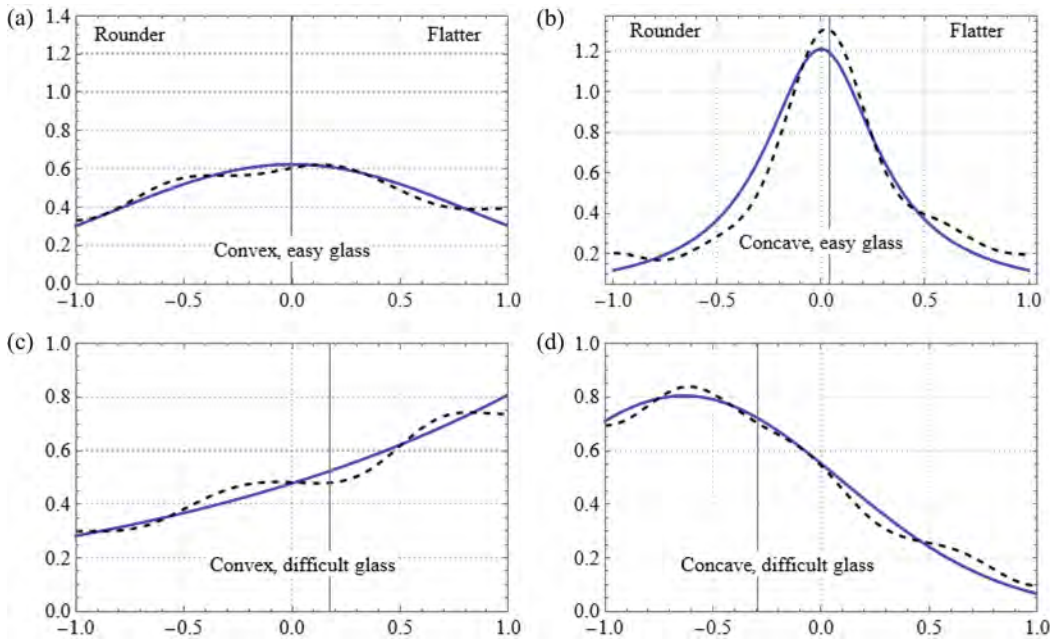 (a)
1.4
Rounder
Flatter
1.2
1.0
0.8
0.6
0.4
0.2
Convex, easy glass
0.0
−1.0 −0.5 0.0 0.5 1.0
(b)
Rounder
Flatter
1.2
1.0
0.8
0.6
0.4
0.2
Concave, easy glass
−1.0 −0.5 0.0 0.5 1.0
(c)
1.0
0.8
0.6
0.4
0.2
Convex, difficult glass
0.0
−1.0 −0.5 0.0 0.5 1.0
(d)
1.0
0.8
0.6
0.4
0.2
Concave, difficult glass
0.0
−1.0 −0.5 0.0 0.5 1.0